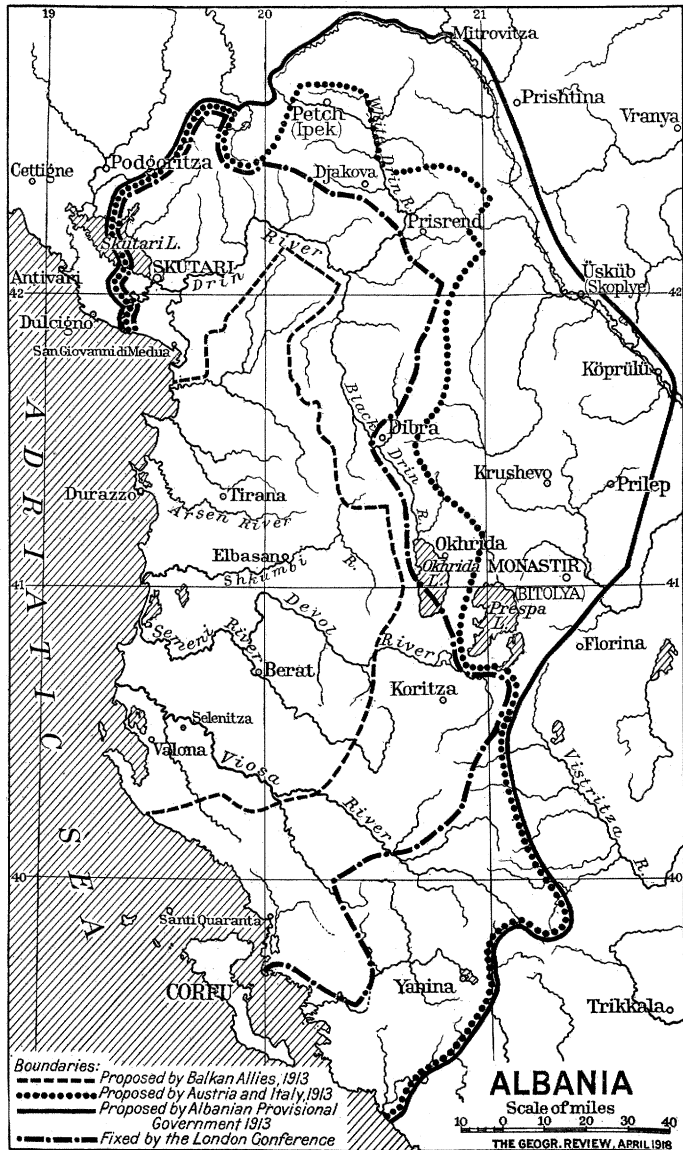 19
20
21
Mitrovitza
Prishtina
Vranya
Petch
(Ipek)
White Drin R.
Cettigne
Podgoritza
Djakova
Prisrend
Skutari L.
SKUTARI
Drin River
Antivari
Üsküb
(Skoplye)
42
42
Dulcigno
San Giovanni di Medua
Köprülü
Black Drin R.
Dibra
Krushevo
Prilep
Durazzo
Tirana
Arsen River
Okhrida
Okhrida
L.
MONASTIR
(BITOLYA)
Elbasan
Shkumbi R.
41
41
Prespa
L.
Devol River
Semeni River
Florina
Berat
Koritza
Selenitza
Valona
Viosa River
Vistritza R.
ADRIATIC SEA
40
40
Santi Quaranta
CORFU
Yanina
Trikkala
Boundaries:
Proposed by Balkan Allies, 1913
Proposed by Austria and Italy, 1913
Proposed by Albanian Provisional
Government 1913
Fixed by the London Conference
ALBANIA
Scale of miles
10 0 10 20 30 40
THE GEOGR. REVIEW, APRIL 1918